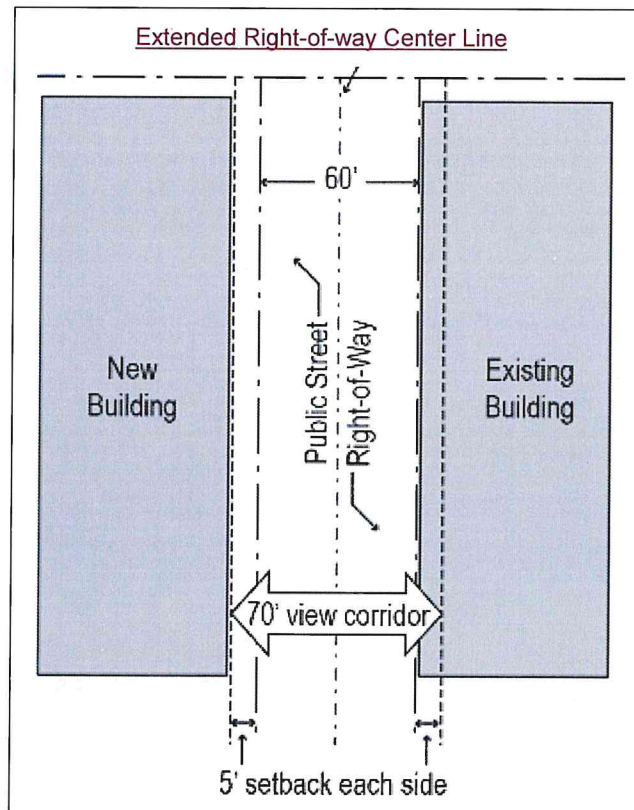 Extended Right-of-way Center Line
60'
Public Street
Right-of-Way
New
Building
Existing
Building
70' view corridor
5' setback each side